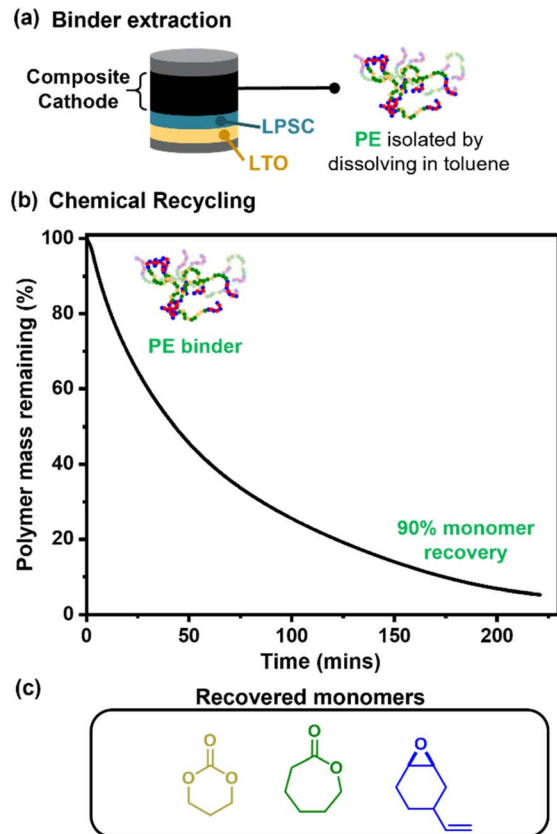 (a) Binder extraction
Composite
Cathode
LPSC
LTO
PE isolated by
dissolving in toluene
(b) Chemical Recycling
Polymer mass remaining (%)
100
80
60
40
20
0
PE binder
90% monomer
recovery
0
50
100
150
200
Time (mins)
(c)
Recovered monomers
O
O
O
O
O
O